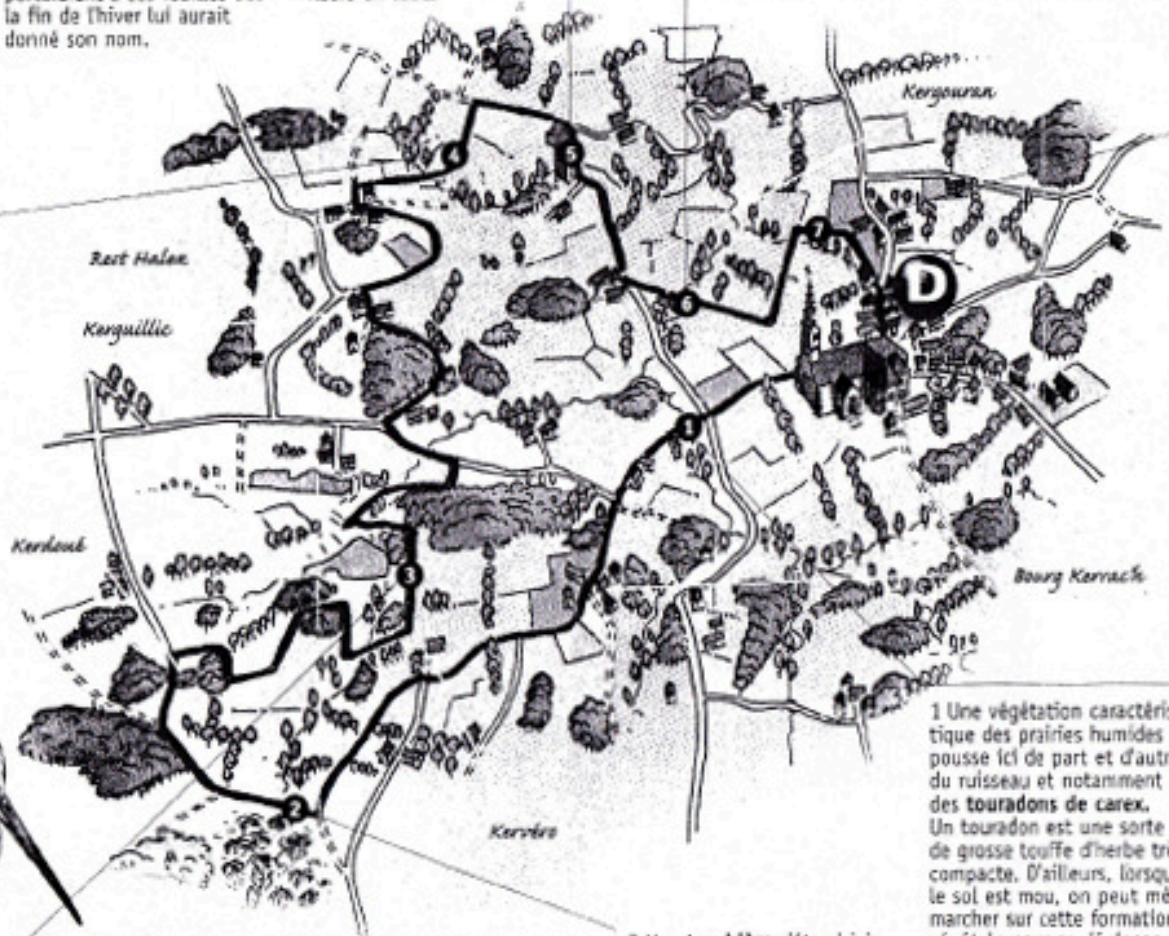 la fin de l'hiver lui aurait
donné son nom.
Kergouran
Rest Halen
Kerguillic
Kerdoué
Bourg Kerrach
Kervéro
D
1
2
3
4
5
6
7
1 Une végétation caractéris
tique des prairies humides
pousse ici de part et d'autr
du ruisseau et notamment
des touradons de carex.
Un touradon est une sorte
de grosse touffe d'herbe trè
compacte. D'ailleurs, lorsqu
le sol est mou, on peut mê
marcher sur cette formation